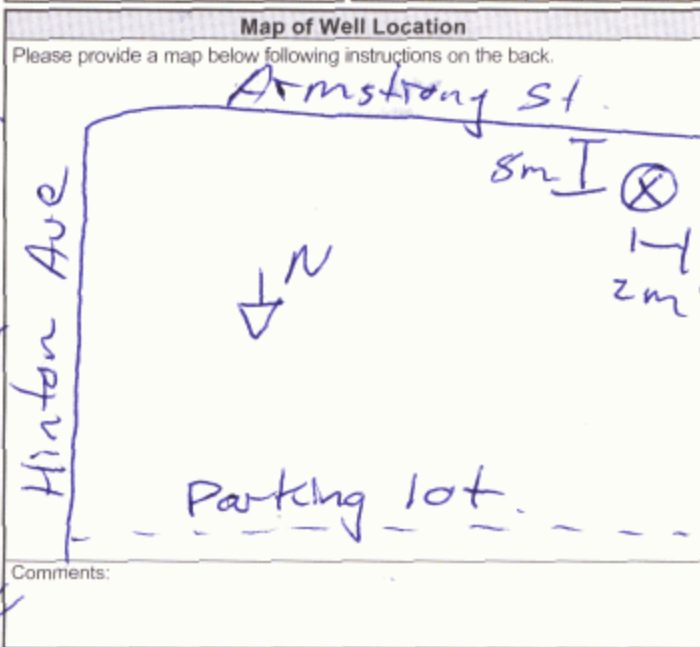 Map of Well Location
Please provide a map below following instructions on the back.
Armstrong St.
8m
2m
N
Hinton Ave
Parking lot.
Comments: